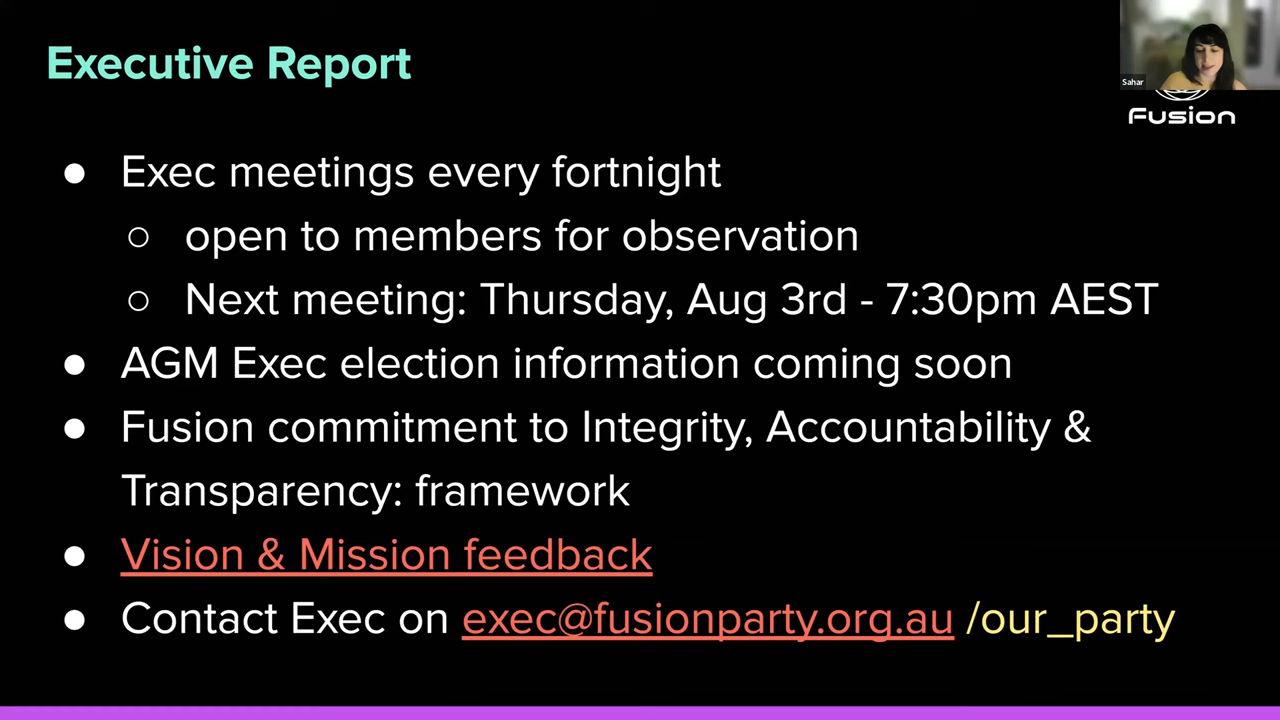 Executive Report
Sahar
Fusion
● Exec meetings every fortnight
○ open to members for observation
○ Next meeting: Thursday, Aug 3rd - 7:30pm AEST
● AGM Exec election information coming soon
● Fusion commitment to Integrity, Accountability &
Transparency: framework
● Vision & Mission feedback
● Contact Exec on exec@fusionparty.org.au /our_party